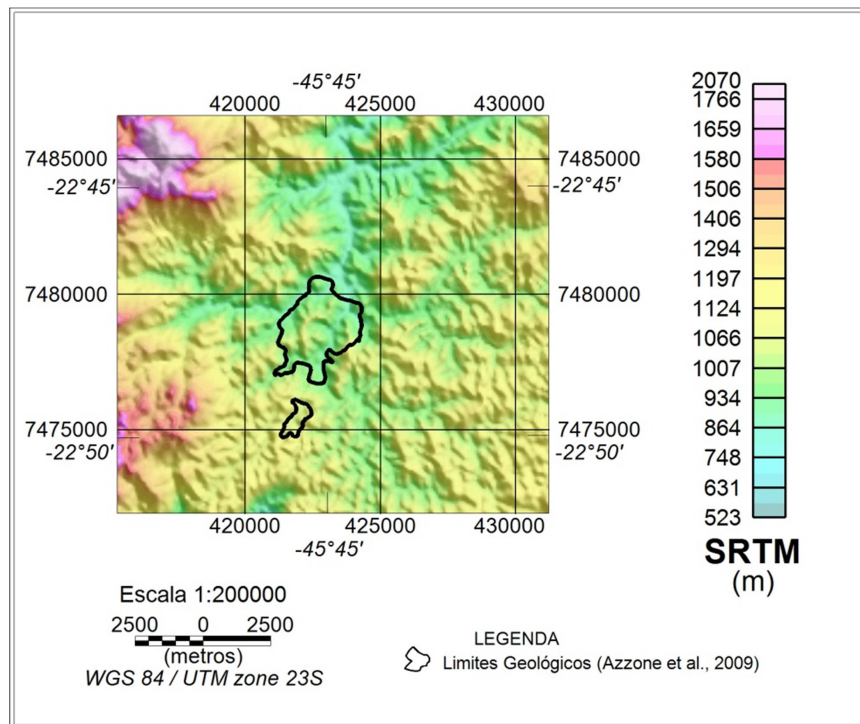 -45°45'
420000 425000 430000
7485000 7485000
-22°45' -22°45'
7480000 7480000
7475000 7475000
-22°50' -22°50'
420000 425000 430000
-45°45'
2070
1766
1659
1580
1506
1406
1294
1197
1124
1066
1007
934
864
748
631
523
SRTM
(m)
Escala 1:200000
2500 0 2500
(metros)
WGS 84 / UTM zone 23S
LEGENDA
Limites Geológicos (Azzone et al., 2009)